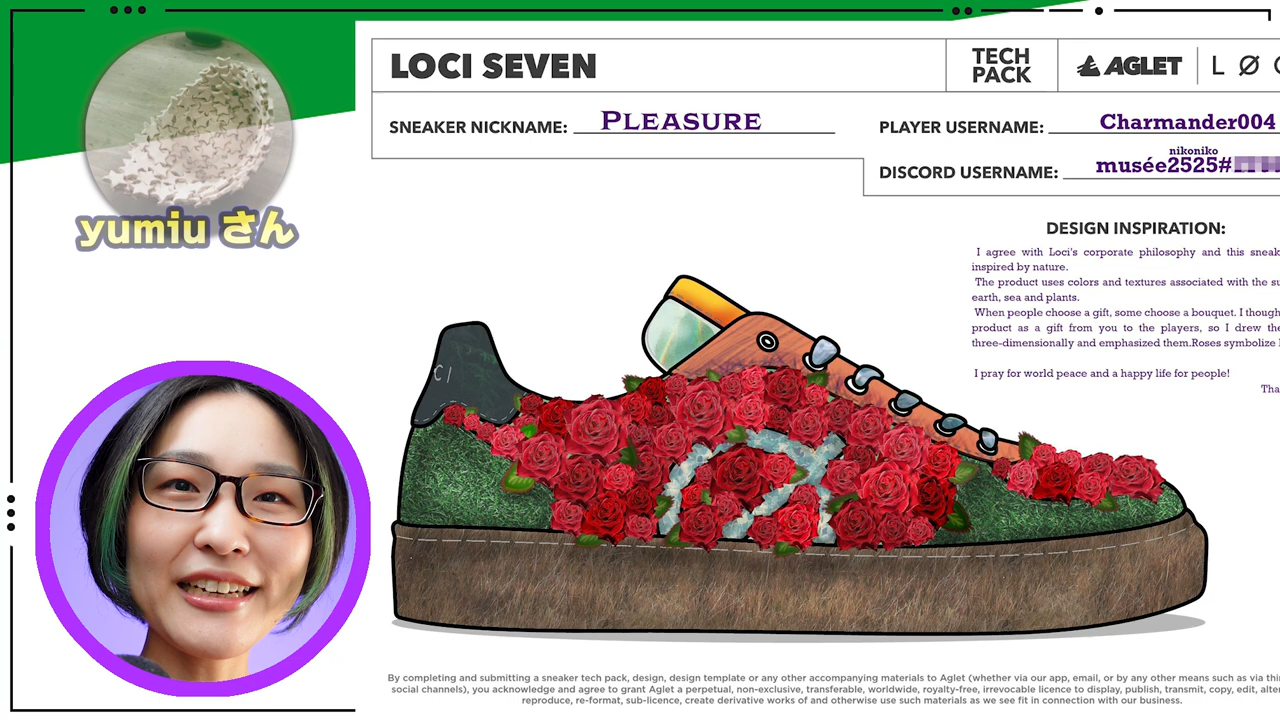 LOCI SEVEN
TECH
PACK
AGLET
L Ø
SNEAKER NICKNAME: PLEASURE
PLAYER USERNAME: Charmander004
nikoniko
DISCORD USERNAME: musée2525#
yumiu さん
DESIGN INSPIRATION:
I agree with Loci's corporate philosophy and this
inspired by nature.
The product uses colors and textures associated with the
earth, sea and plants.
When people choose a gift, some choose a bouquet. I
product as a gift from you to the players, so I drew
three-dimensionally and emphasized them.Roses symbolize
I pray for world peace and a happy life for people!
CI
By completing and submitting a sneaker tech pack, design, design template or any other accompanying materials to Aglet (whether via our app, email, or by any other means such as via
social channels), you acknowledge and agree to grant Aglet a perpetual, non-exclusive, transferable, worldwide, royalty-free, irrevocable licence to display, publish, transmit, copy, edit,
reproduce, re-format, sub-licence, create derivative works of and otherwise use such materials as we see fit in connection with our business.